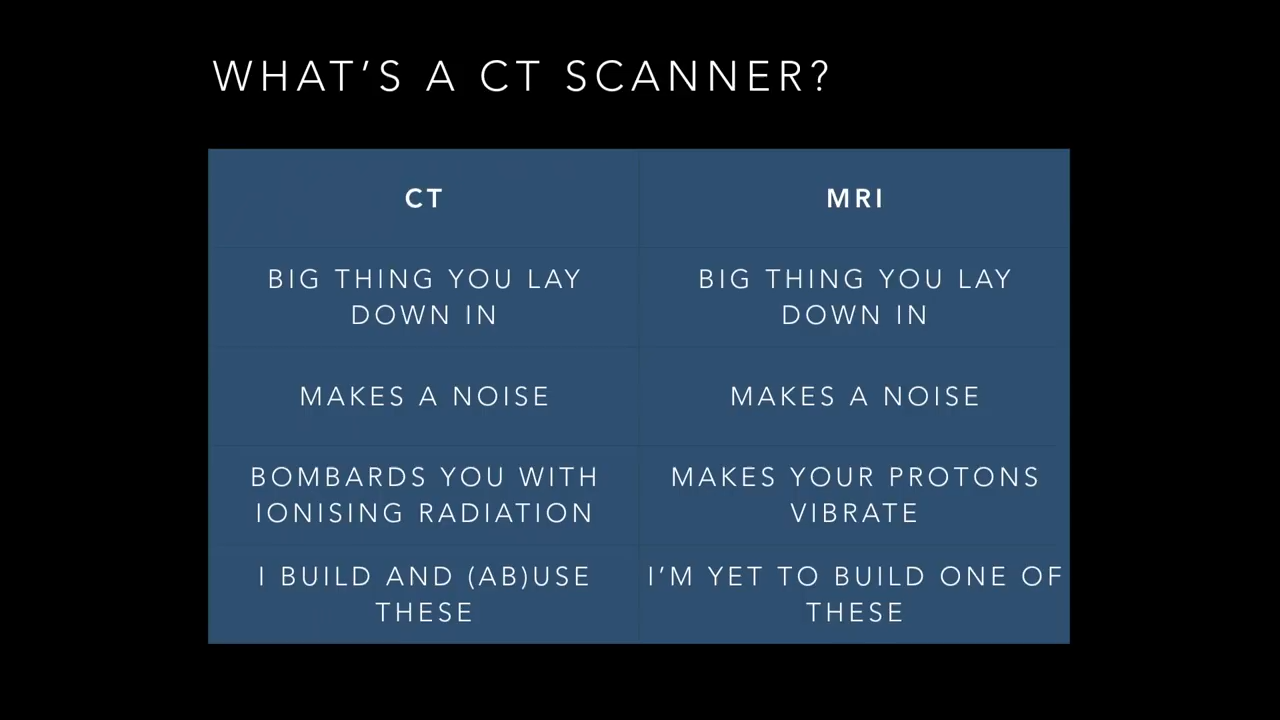 WHAT’S A CT SCANNER?
CT
MRI
BIG THING YOU LAY
DOWN IN
BIG THING YOU LAY
DOWN IN
MAKES A NOISE
MAKES A NOISE
BOMBARDS YOU WITH
IONISING RADIATION
MAKES YOUR PROTONS
VIBRATE
I BUILD AND (AB)USE
THESE
I’M YET TO BUILD ONE OF
THESE